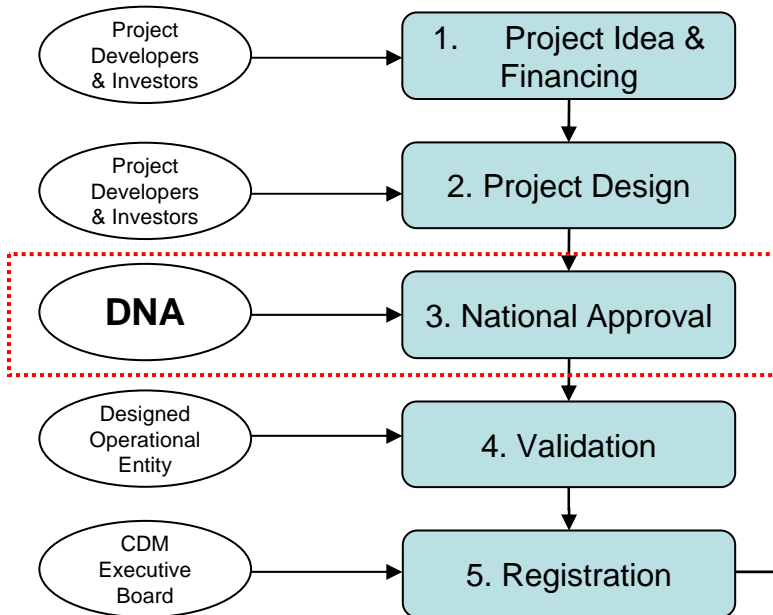 Project
Developers
& Investors
1. Project Idea &
Financing
Project
Developers
& Investors
2. Project Design
DNA
3. National Approval
Designed
Operational
Entity
4. Validation
CDM
Executive
Board
5. Registration